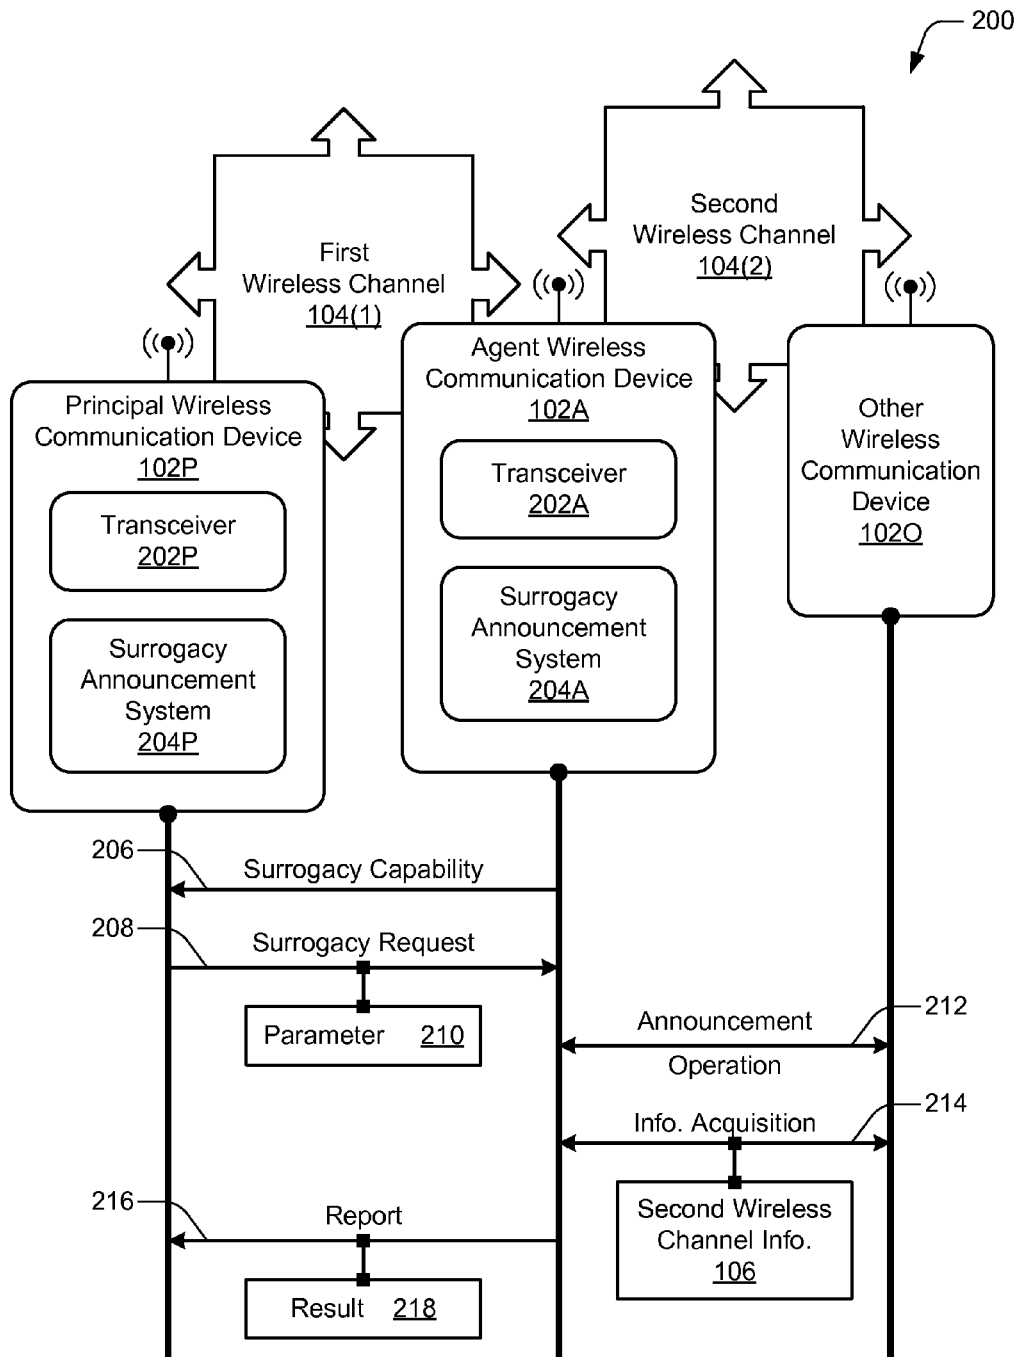 200
First
Wireless Channel
104(1)
Second
Wireless Channel
104(2)
Principal Wireless
Communication Device
102P
Transceiver
202P
Surrogacy
Announcement
System
204P
Agent Wireless
Communication Device
102A
Transceiver
202A
Surrogacy
Announcement
System
204A
Other
Wireless
Communication
Device
102O
206
Surrogacy Capability
208
Surrogacy Request
Parameter 210
212
Announcement
Operation
214
Info. Acquisition
Second Wireless
Channel Info.
106
216
Report
Result 218